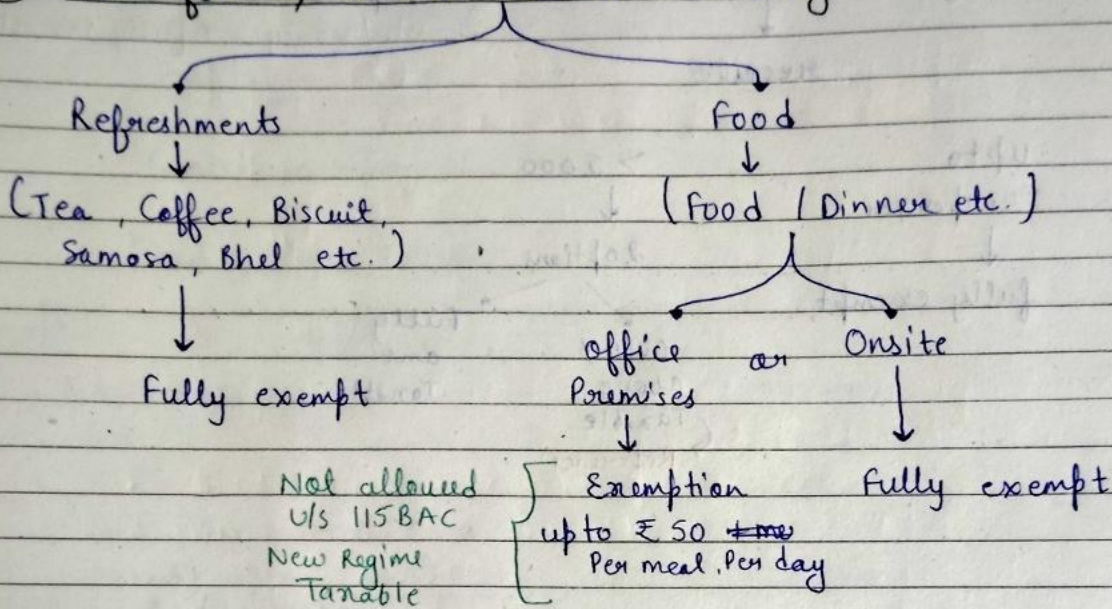 Refreshments
Food
(Tea, Coffee, Biscuit,
Samosa, Bhel etc.)
(Food / Dinner etc.)
Office
Premises
or
Onsite
Fully exempt
Exemption
upto ₹ 50
Per meal. Per day
Fully exempt
Not allowed
U/s 115BAC
New Regime
Taxable